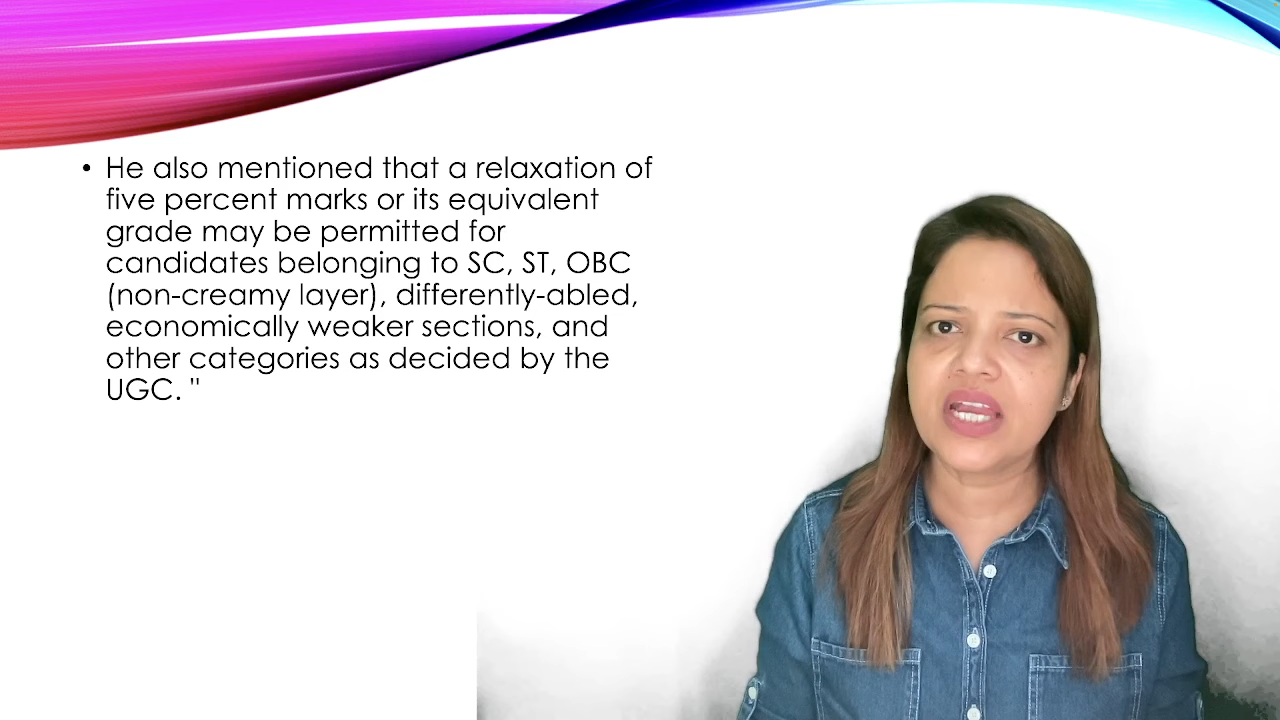 • He also mentioned that a relaxation of
five percent marks or its equivalent
grade may be permitted for
candidates belonging to SC, ST, OBC
(non-creamy layer), differently-abled,
economically weaker sections, and
other categories as decided by the
UGC. "